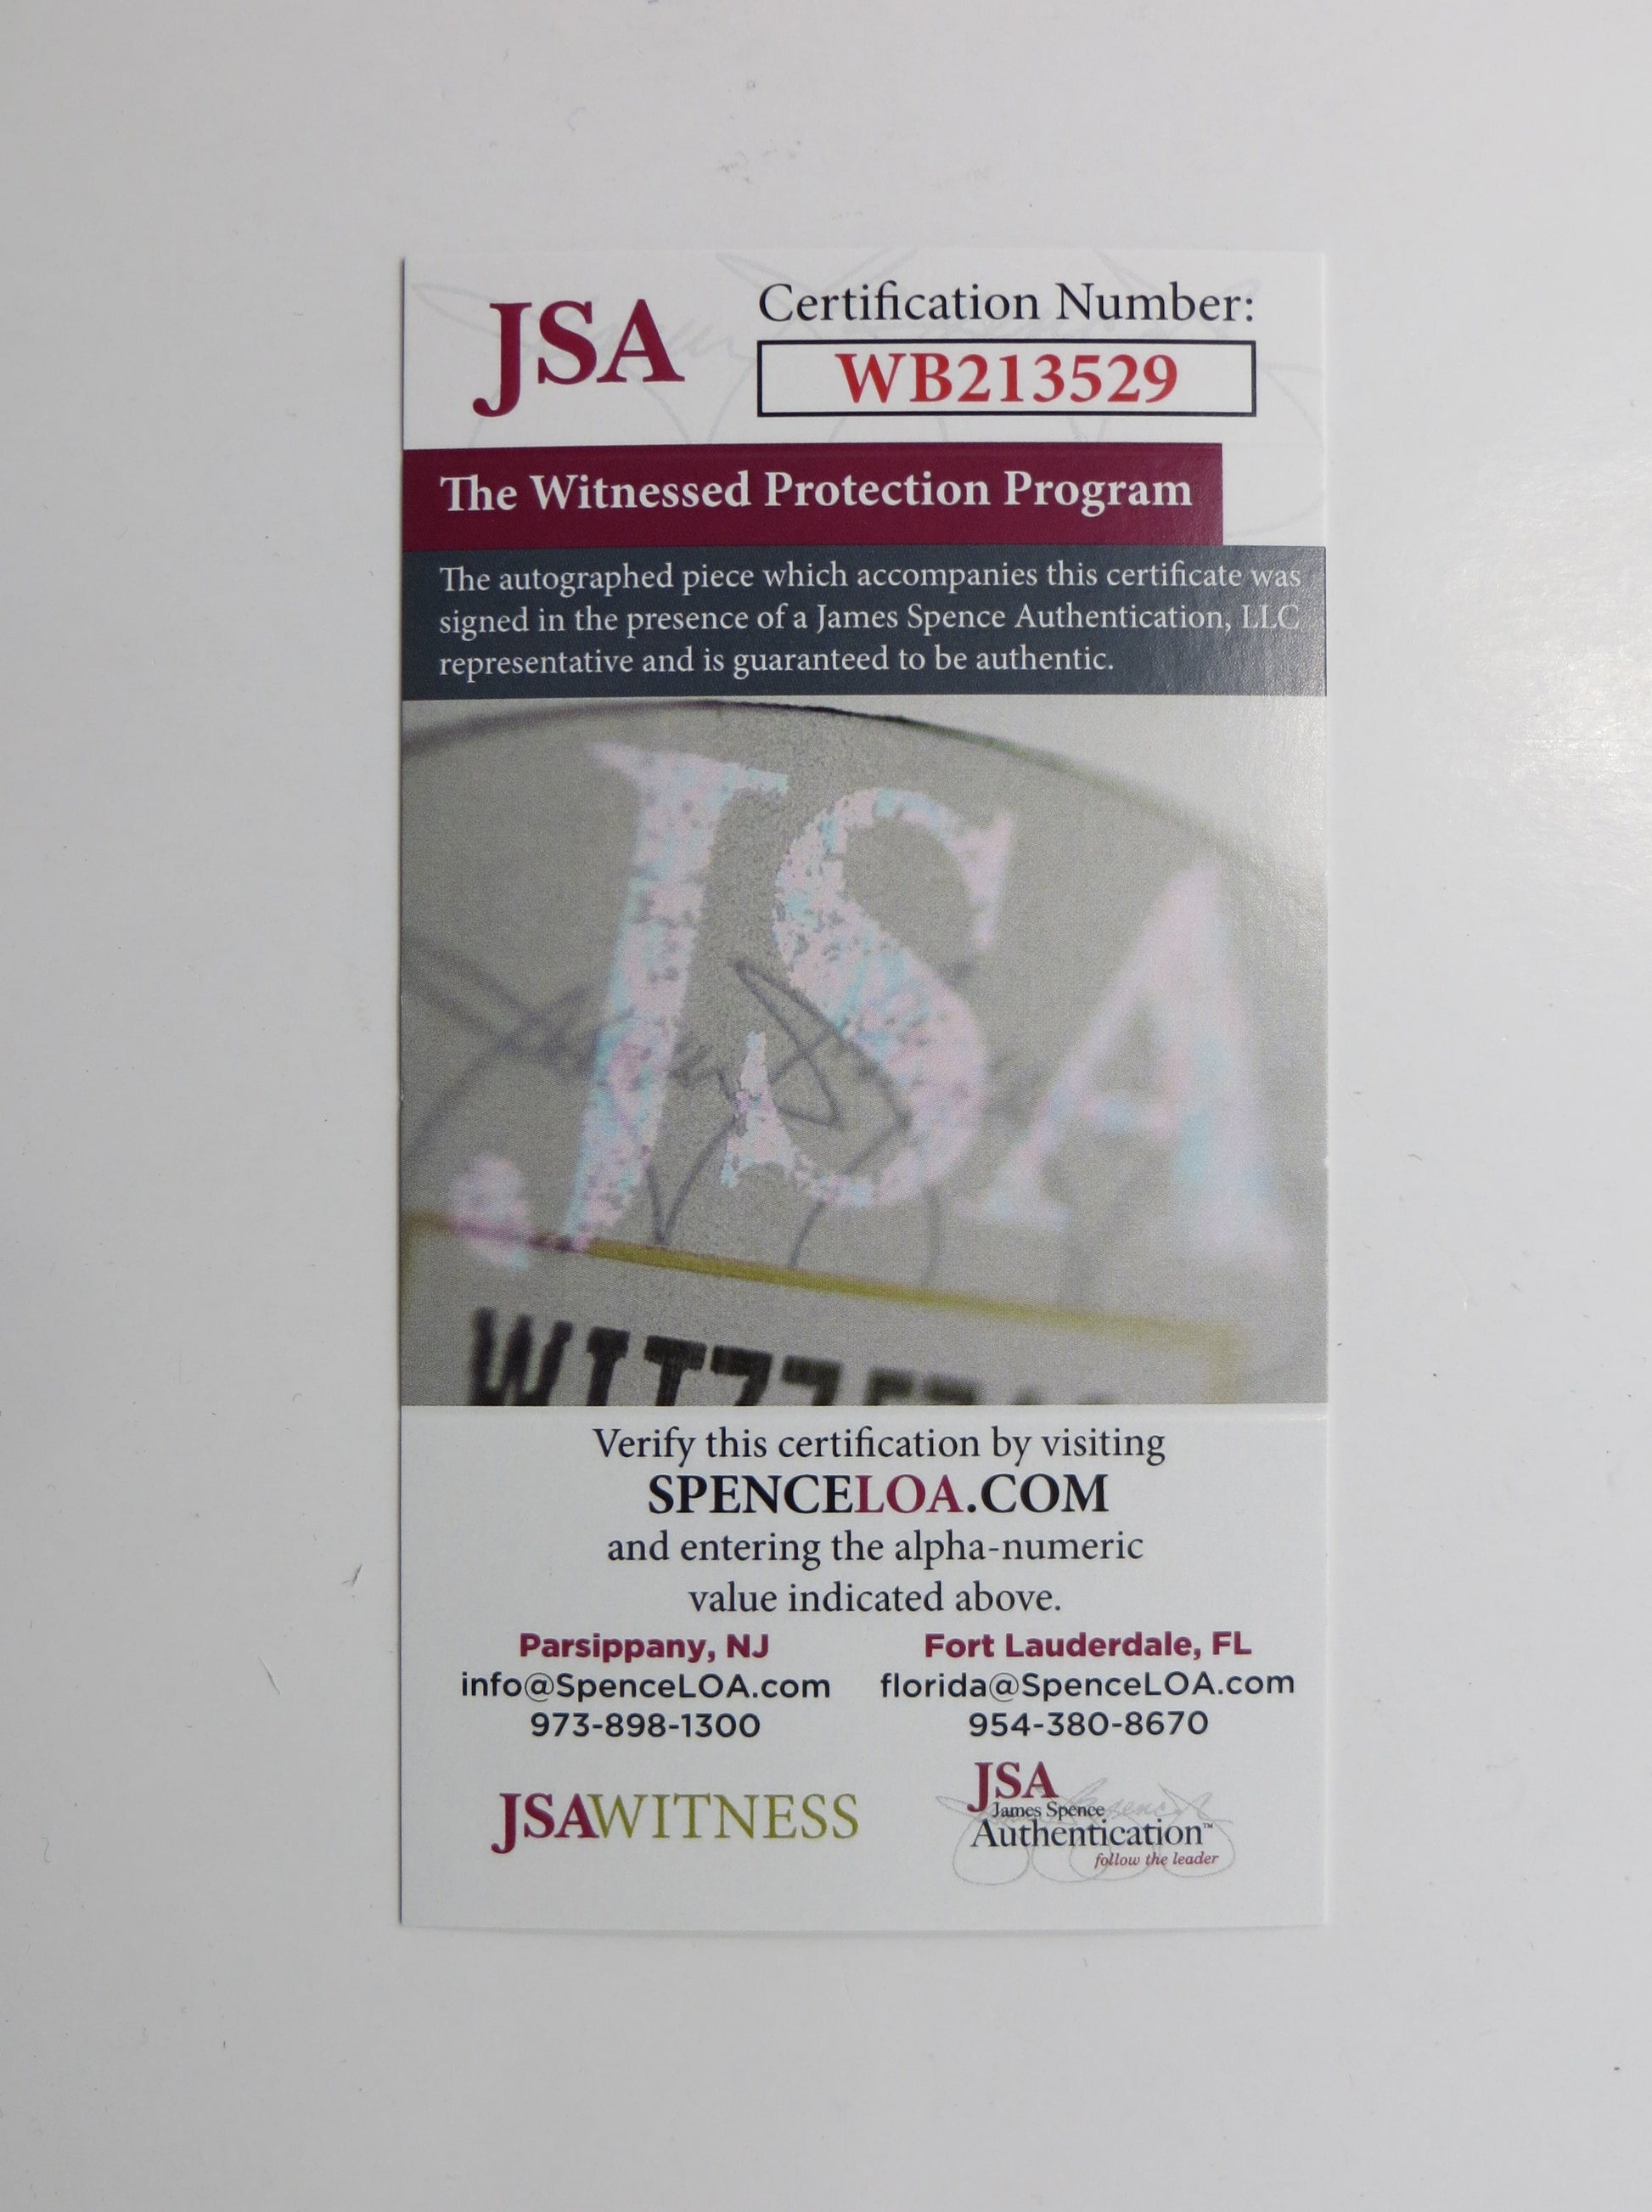 JSA
Certification Number:
WB213529
The Witnessed Protection Program
The autographed piece which accompanies this certificate was
signed in the presence of a James Spence Authentication, LLC
representative and is guaranteed to be authentic.
JSA
Verify this certification by visiting
SPENCELOA.COM
and entering the alpha-numeric
value indicated above.
Parsippany, NJ
info@SpenceLOA.com
973-898-1300
Fort Lauderdale, FL
florida@SpenceLOA.com
954-380-8670
JSAWITNESS
JSA
James Spence
Authentication™
follow the leader